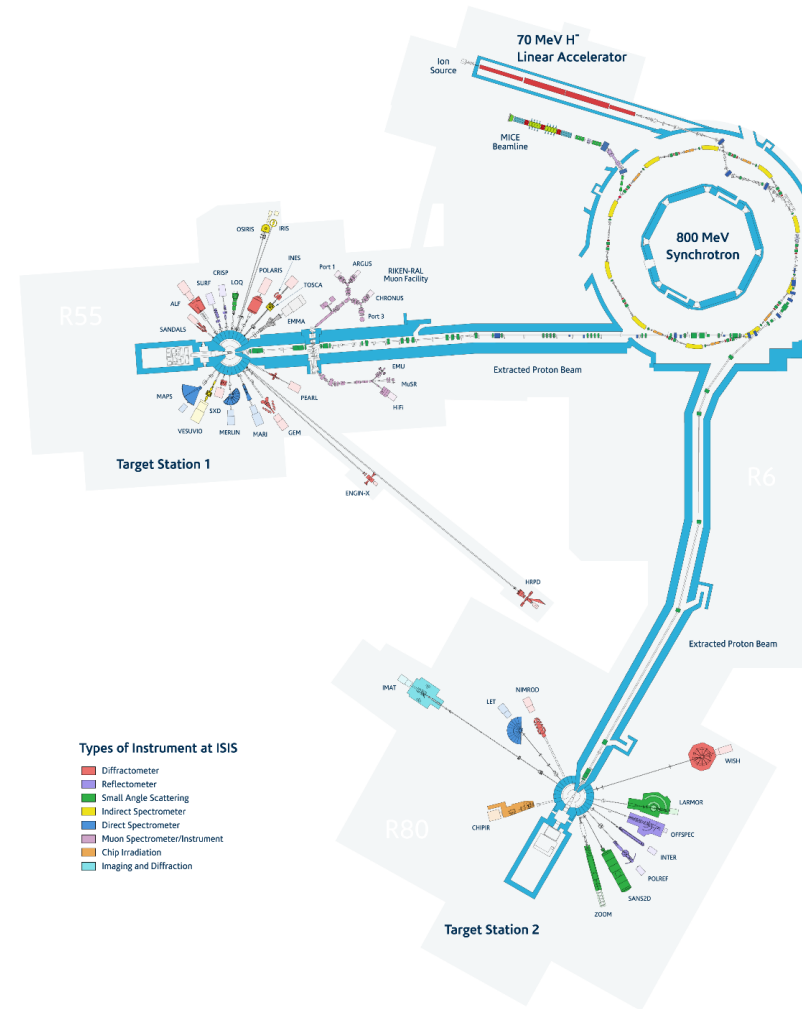 70 MeV H⁻
Linear Accelerator
Ion
Source
MICE
Beamline
800 MeV
Synchrotron
OSIRIS
IRIS
INES
POLARIS
TOSCA
CRISP
SURF
LOQ
ALF
SANDALS
EMMA
Port 1
ARGUS
RIKEN-RAL
Muon Facility
CHRONUS
Port 3
R55
Extracted Proton Beam
EMU
MuSR
HiFi
PEARL
MAPS
VESUVIO
SXD
MERLIN
MARI
GEM
Target Station 1
ENGIN-X
R6
HRPD
Extracted Proton Beam
IMAT
LET
NIMROD
WISH
LARMOR
OFFSPEC
INTER
POLREF
SANS2D
ZOOM
CHIPIR
R80
Target Station 2
Types of Instrument at ISIS
Diffractometer
Reflectometer
Small Angle Scattering
Indirect Spectrometer
Direct Spectrometer
Muon Spectrometer/Instrument
Chip Irradiation
Imaging and Diffraction